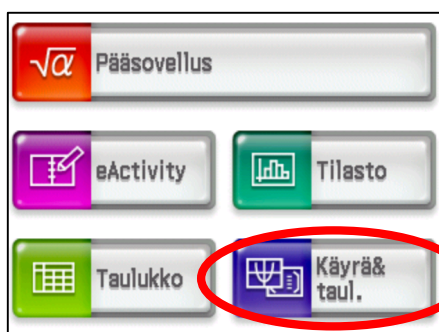 √α Pääsovellus
eActivity
Tilasto
Taulukko
Käyrä&
taul.